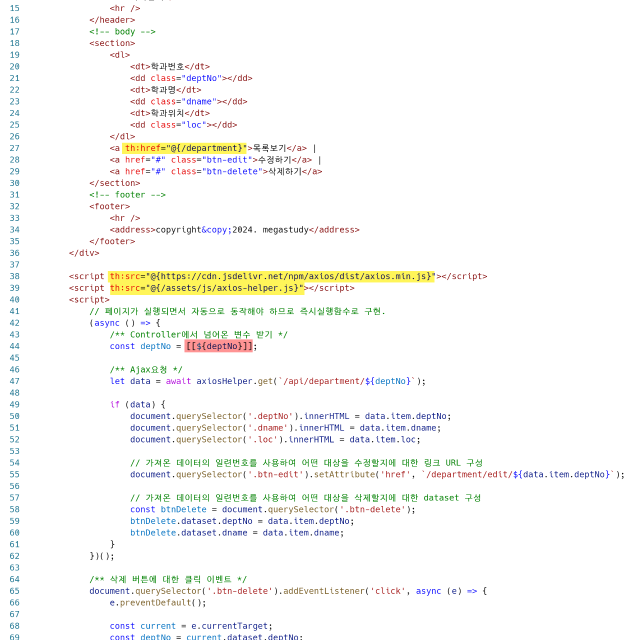 15 <hr />
16 </header>
17 <!-- body -->
18 <section>
19 <dl>
20 <dt>학과번호</dt>
21 <dd class="deptNo"></dd>
22 <dt>학과명</dt>
23 <dd class="dname"></dd>
24 <dt>학과위치</dt>
25 <dd class="loc"></dd>
26 </dl>
27 <a th:href="@{/department}">목록보기</a> |
28 <a href="#" class="btn-edit">수정하기</a> |
29 <a href="#" class="btn-delete">삭제하기</a>
30 </section>
31 <!-- footer -->
32 <footer>
33 <hr />
34 <address>copyright&copy;2024. megastudy</address>
35 </footer>
36 </div>
37
38 <script th:src="@{https://cdn.jsdelivr.net/npm/axios/dist/axios.min.js}"></script>
39 <script th:src="@{/assets/js/axios-helper.js}"></script>
40 <script>
41 // 페이지가 실행되면서 자동으로 동작해야 하므로 즉시실행함수로 구현.
42 (async () => {
43 /** Controller에서 넘어온 변수 받기 */
44 const deptNo = [[${deptNo}]];
45
46 /** Ajax요청 */
47 let data = await axiosHelper.get(`/api/department/${deptNo}`);
48
49 if (data) {
50 document.querySelector('.deptNo').innerHTML = data.item.deptNo;
51 document.querySelector('.dname').innerHTML = data.item.dname;
52 document.querySelector('.loc').innerHTML = data.item.loc;
53
54 // 가져온 데이터의 일련번호를 사용하여 어떤 대상을 수정할지에 대한 링크 URL 구성
55 document.querySelector('.btn-edit').setAttribute('href', `/department/edit/${data.item.deptNo}`);
56
57 // 가져온 데이터의 일련번호를 사용하여 어떤 대상을 삭제할지에 대한 dataset 구성
58 const btnDelete = document.querySelector('.btn-delete');
59 btnDelete.dataset.deptNo = data.item.deptNo;
60 btnDelete.dataset.dname = data.item.dname;
61 }
62 })();
63
64 /** 삭제 버튼에 대한 클릭 이벤트 */
65 document.querySelector('.btn-delete').addEventListener('click', async (e) => {
66 e.preventDefault();
67
68 const current = e.currentTarget;
69 const deptNo = current.dataset.deptNo;